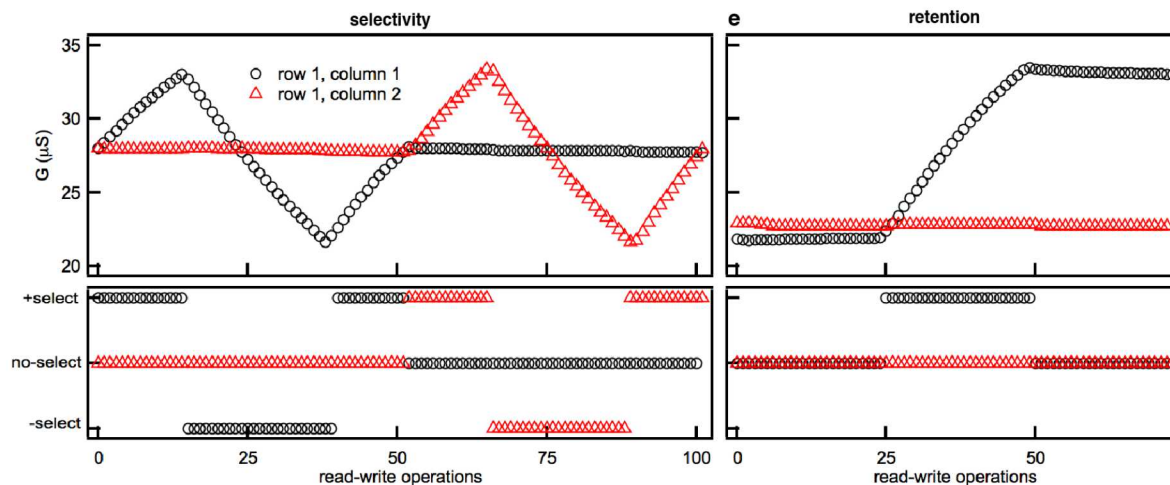 selectivity
e retention
35
row 1, column 1
row 1, column 2
30
G (μS)
25
20
+select
no-select
-select
0 25 50 75 100
read-write operations
0 25 50
read-write operations